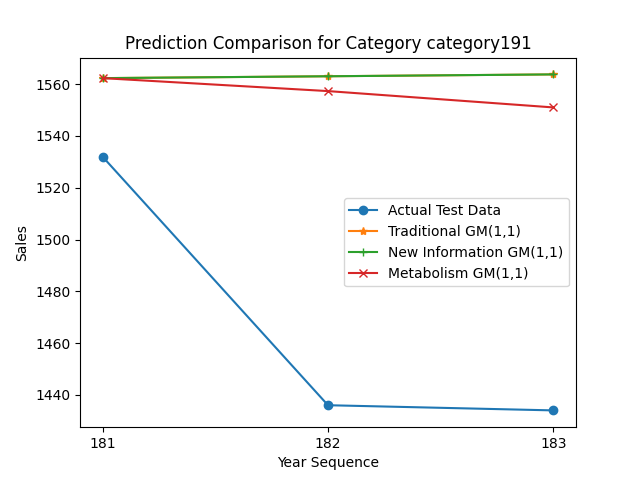 Prediction Comparison for Category category191
1560
1540
1520
1500
1480
1460
1440
Sales
Actual Test Data
Traditional GM(1,1)
New Information GM(1,1)
Metabolism GM(1,1)
181
182
183
Year Sequence